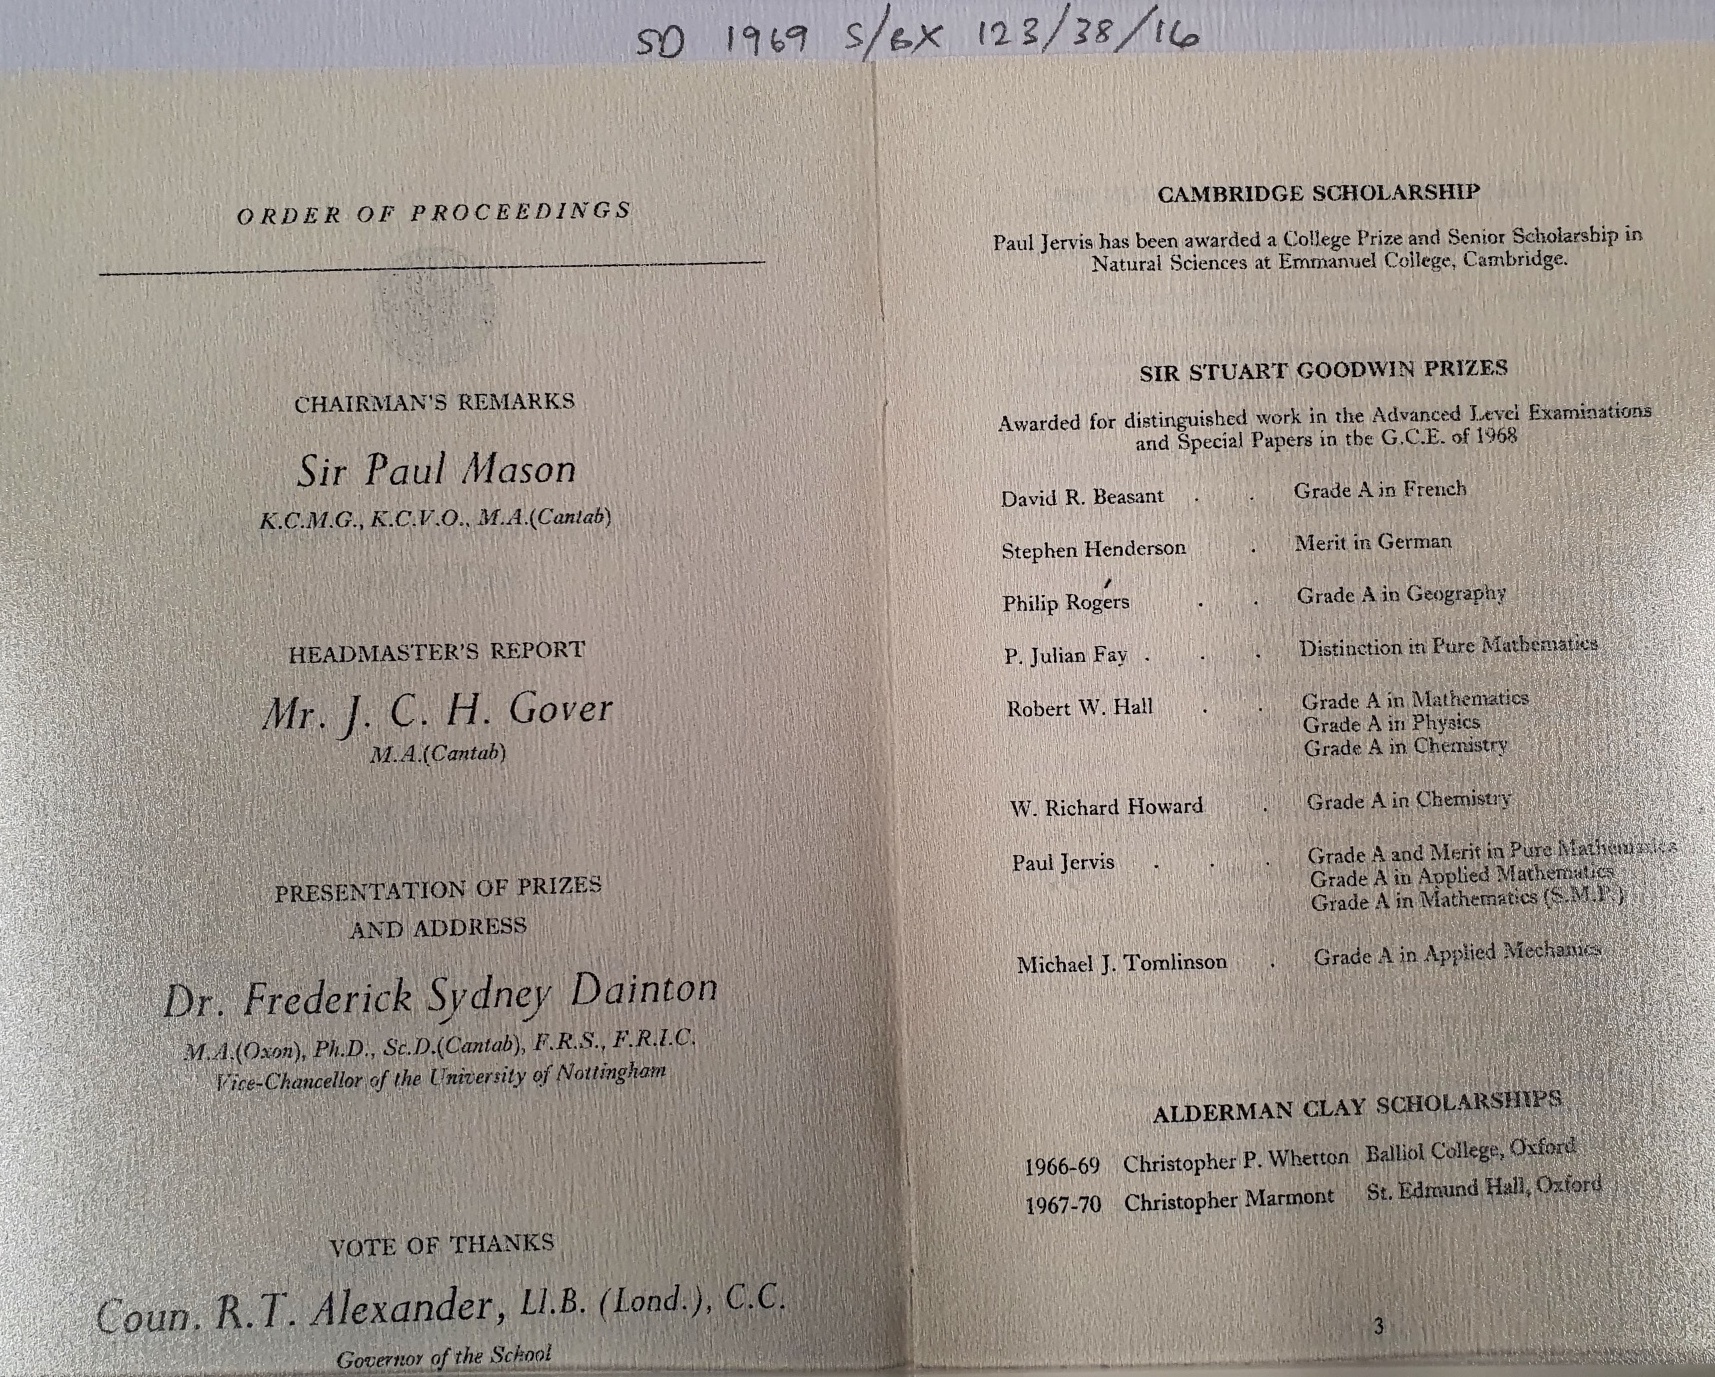 SD 1969 S/BX 123/38/16
ORDER OF PROCEEDINGS
CHAIRMAN'S REMARKS
Sir Paul Mason
K.C.M.G., K.C.V.O., M.A.(Cantab)
HEADMASTER'S REPORT
Mr. J. C. H. Gover
M.A.(Cantab)
PRESENTATION OF PRIZES
AND ADDRESS
Dr. Frederick Sydney Dainton
M.A.(Oxon), Ph.D., Sc.D.(Cantab), F.R.S., F.R.I.C.
Vice-Chancellor of the University of Nottingham
VOTE OF THANKS
Coun. R.T. Alexander, Ll.B. (Lond.), C.C.
Governor of the School
CAMBRIDGE SCHOLARSHIP
Paul Jervis has been awarded a College Prize and Senior Scholarship in
Natural Sciences at Emmanuel College, Cambridge.
SIR STUART GOODWIN PRIZES
Awarded for distinguished work in the Advanced Level Examinations
and Special Papers in the G.C.E. of 1968
David R. Beasant . . Grade A in French
Stephen Henderson . Merit in German
Philip Rogers . . Grade A in Geography
P. Julian Fay . . . Distinction in Pure Mathematics
Robert W. Hall . . Grade A in Mathematics
Grade A in Physics
Grade A in Chemistry
W. Richard Howard . Grade A in Chemistry
Paul Jervis . . . Grade A and Merit in Pure Mathematics
Grade A in Applied Mathematics
Grade A in Mathematics (S.M.P.)
Michael J. Tomlinson . Grade A in Applied Mechanics
ALDERMAN CLAY SCHOLARSHIPS
1966-69 Christopher P. Whetton Balliol College, Oxford
1967-70 Christopher Marmont St. Edmund Hall, Oxford
3